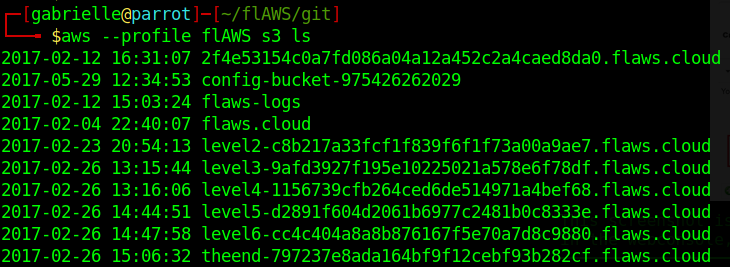 ┌─[gabrielle@parrot]─[~/flAWS/git]
└──╼ $aws --profile flAWS s3 ls
2017-02-12 16:31:07 2f4e53154c0a7fd086a04a12a452c2a4caed8da0.flaws.cloud
2017-05-29 12:34:53 config-bucket-975426262029
2017-02-12 15:03:24 flaws-logs
2017-02-04 22:40:07 flaws.cloud
2017-02-23 20:54:13 level2-c8b217a33fcf1f839f6f1f73a00a9ae7.flaws.cloud
2017-02-26 13:15:44 level3-9afd3927f195e10225021a578e6f78df.flaws.cloud
2017-02-26 13:16:06 level4-1156739cfb264ced6de514971a4bef68.flaws.cloud
2017-02-26 14:44:51 level5-d2891f604d2061b6977c2481b0c8333e.flaws.cloud
2017-02-26 14:47:58 level6-cc4c404a8a8b876167f5e70a7d8c9880.flaws.cloud
2017-02-26 15:06:32 theend-797237e8ada164bf9f12cebf93b282cf.flaws.cloud